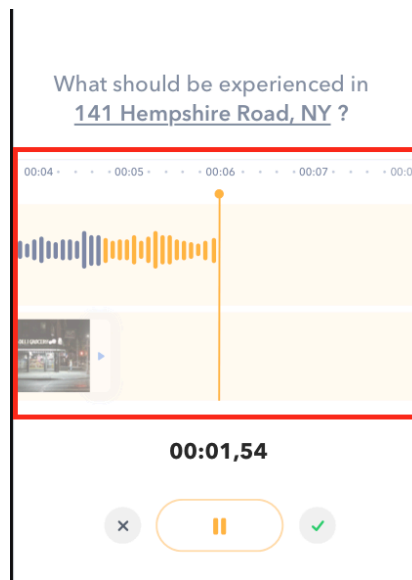 What should be experienced in
141 Hempshire Road, NY ?
00:04 00:05 00:06 00:07
00:01,54